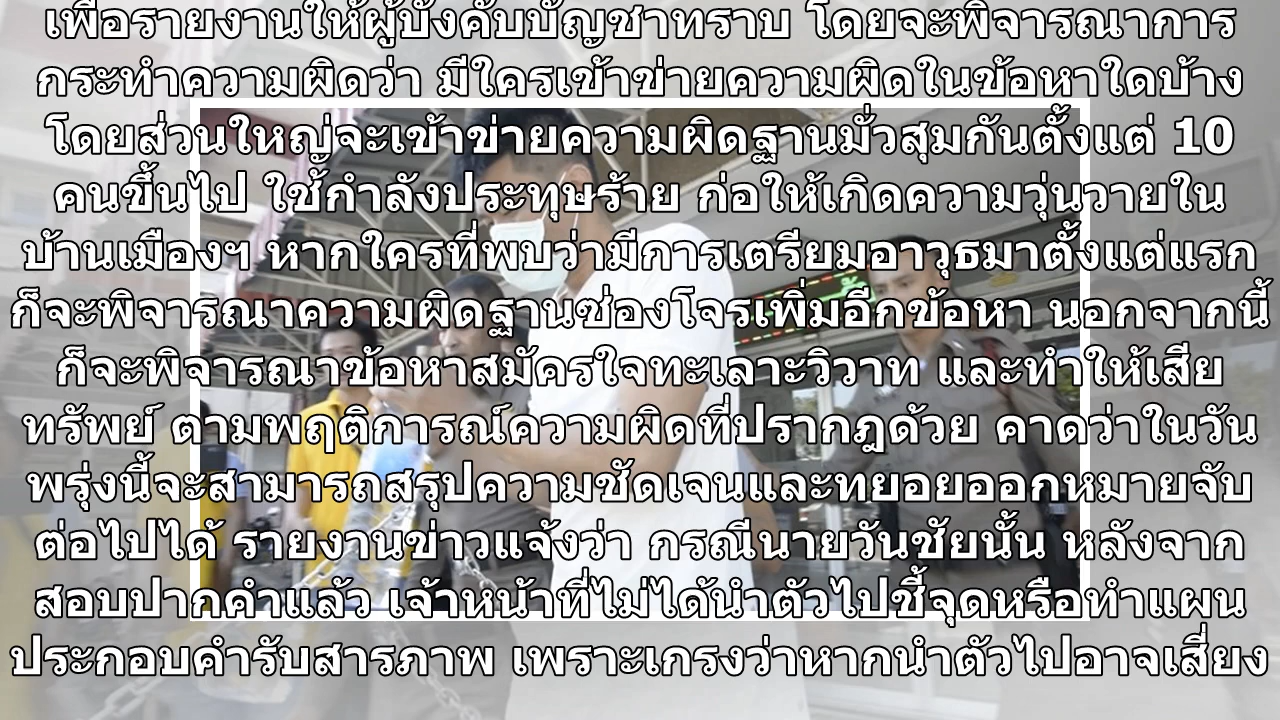 เพื่อรายงานให้ผู้บังคับบัญชาทราบ โดยจะพิจารณาการ
กระทำความผิดว่า มีใครเข้าข่ายความผิดในข้อหาใดบ้าง
โดยส่วนใหญ่จะเข้าข่ายความผิดฐานมั่วสุมกันตั้งแต่ 10
คนขึ้นไป ใช้กำลังประทุษร้าย ก่อให้เกิดความวุ่นวายใน
บ้านเมืองฯ หากใครที่พบว่ามีการเตรียมอาวุธมาตั้งแต่แรก
ก็จะพิจารณาความผิดฐานซ่องโจรเพิ่มอีกข้อหา นอกจากนี้
ก็จะพิจารณาข้อหาสมัครใจทะเลาะวิวาท และทำให้เสีย
ทรัพย์ ตามพฤติการณ์ความผิดที่ปรากฎด้วย คาดว่าในวัน
พรุ่งนี้จะสามารถสรุปความชัดเจนและทยอยออกหมายจับ
ต่อไปได้ รายงานข่าวแจ้งว่า กรณีนายวันชัยนั้น หลังจาก
สอบปากคำแล้ว เจ้าหน้าที่ไม่ได้นำตัวไปชี้จุดหรือทำแผน
ประกอบคำรับสารภาพ เพราะเกรงว่าหากนำตัวไปอาจเสี่ยง